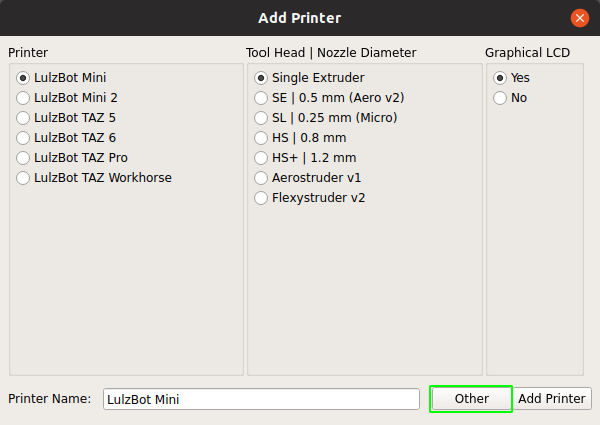 Add Printer
Printer
Tool Head | Nozzle Diameter
Graphical LCD
LulzBot Mini
LulzBot Mini 2
LulzBot TAZ 5
LulzBot TAZ 6
LulzBot TAZ Pro
LulzBot TAZ Workhorse
Single Extruder
SE | 0.5 mm (Aero v2)
SL | 0.25 mm (Micro)
HS | 0.8 mm
HS+ | 1.2 mm
Aerostruder v1
Flexystruder v2
Yes
No
Printer Name: LulzBot Mini Other Add Printer